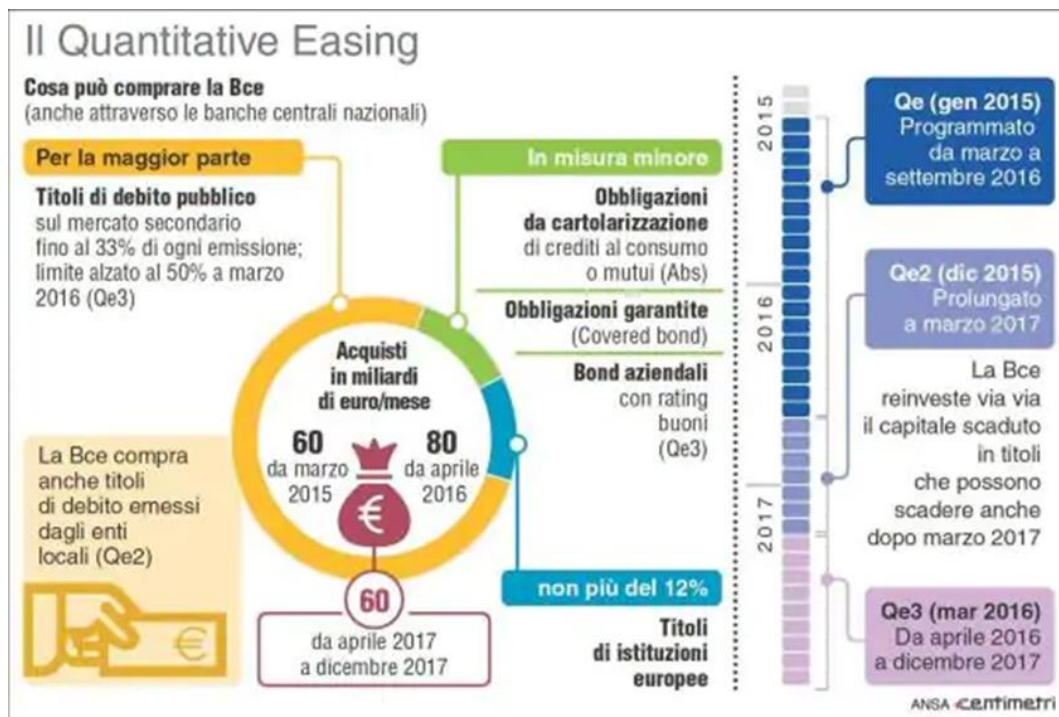 Il Quantitative Easing
Cosa può comprare la Bce
(anche attraverso le banche centrali nazionali)
Per la maggior parte
Titoli di debito pubblico
sul mercato secondario
fino al 33% di ogni emissione;
limite alzato al 50% a marzo
2016 (Qe3)
In misura minore
Obbligazioni
da cartolarizzazione
di crediti al consumo
o mutui (Abs)
Obbligazioni garantite
(Covered bond)
Bond aziendali
con rating
buoni
(Qe3)
Acquisti
in miliardi
di euro/mese
60
da marzo
2015
80
da aprile
2016
€
60
da aprile 2017
a dicembre 2017
La Bce compra
anche titoli
di debito emessi
dagli enti
locali (Qe2)
€
non più del 12%
Titoli
di istituzioni
europee
2015
2016
2017
Qe (gen 2015)
Programmato
da marzo a
settembre 2016
Qe2 (dic 2015)
Prolungato
a marzo 2017
La Bce
reinveste via via
il capitale scaduto
in titoli
che possono
scadere anche
dopo marzo 2017
Qe3 (mar 2016)
Da aprile 2016
a dicembre 2017
ANSA centimetri